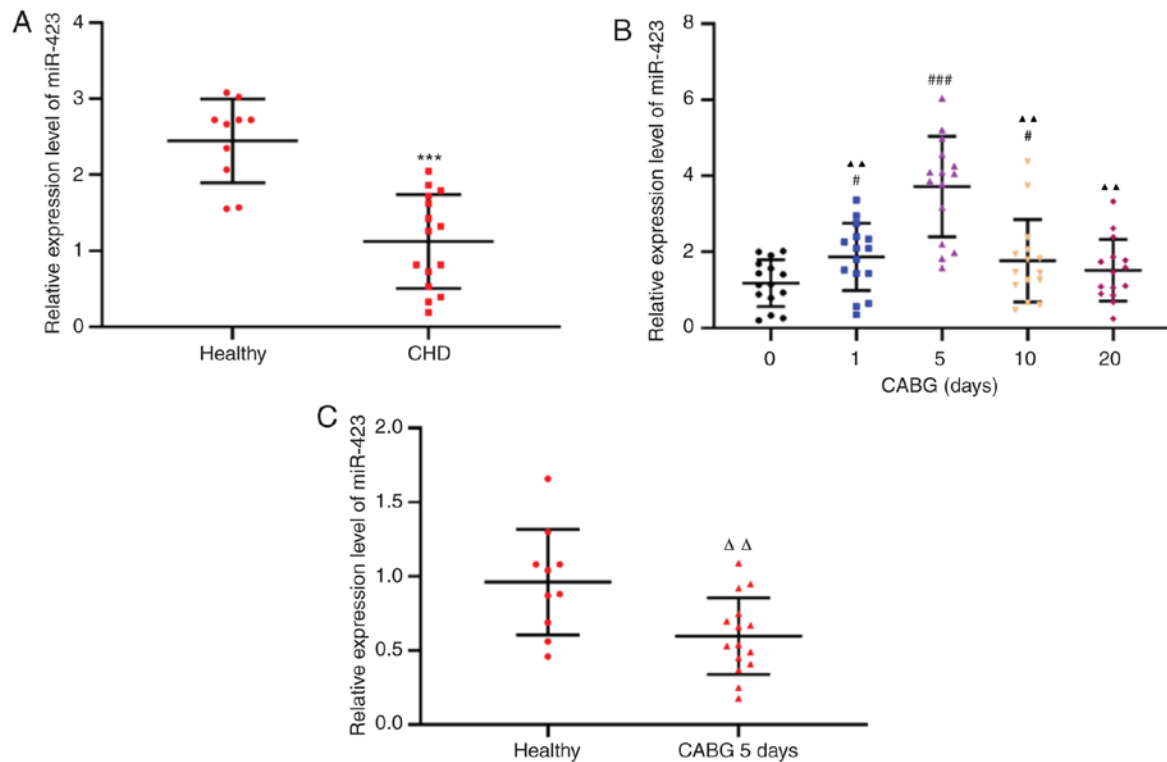 A
Relative expression level of miR-423
4
3
2
1
0
***
Healthy
CHD
B
Relative expression level of miR-423
8
6
4
2
0
▲▲
#
###
▲▲
#
▲▲
0 1 5 10 20
CABG (days)
C
Relative expression level of miR-423
2.0
1.5
1.0
0.5
0.0
Δ Δ
Healthy
CABG 5 days